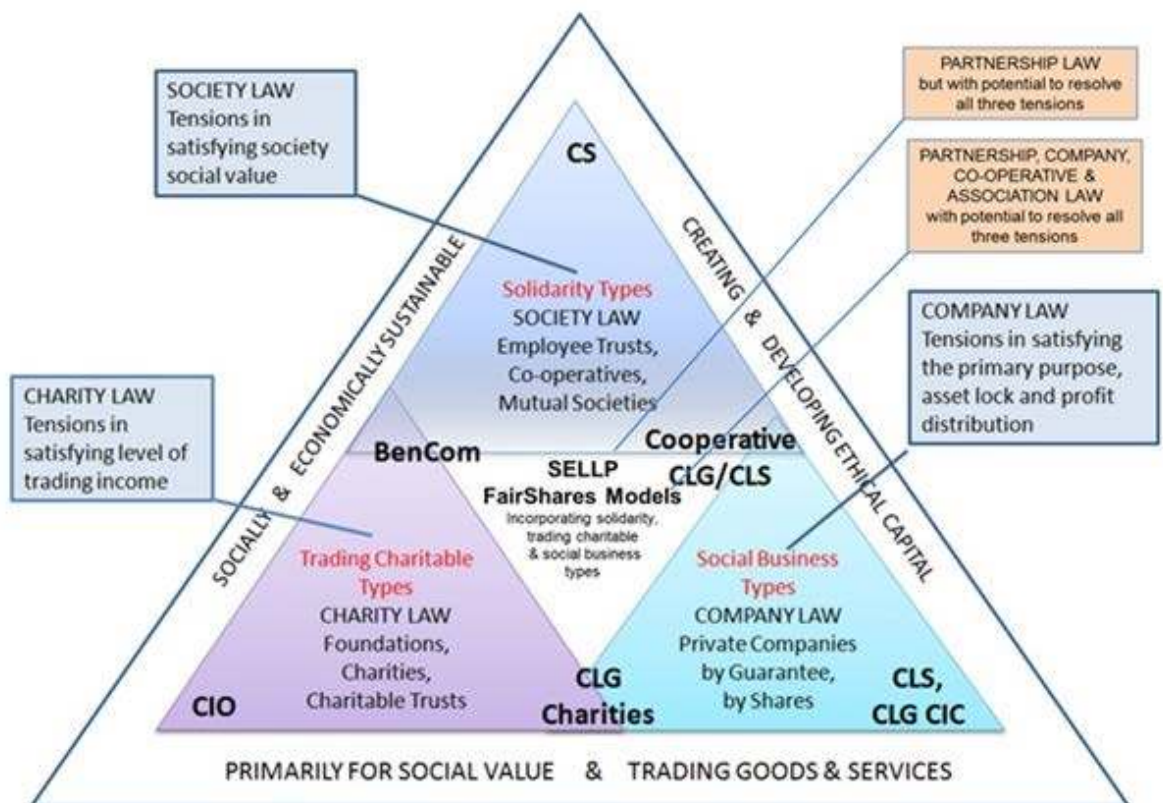 PARTNERSHIP LAW
but with potential to resolve
all three tensions
SOCIETY LAW
Tensions in
satisfying society
social value
PARTNERSHIP, COMPANY,
CO-OPERATIVE &
ASSOCIATION LAW
with potential to resolve all
three tensions
CS
SOCIALLY & ECONOMICALLY SUSTAINABLE
CREATING & DEVELOPING ETHICAL CAPITAL
Solidarity Types
SOCIETY LAW
Employee Trusts,
Co-operatives,
Mutual Societies
COMPANY LAW
Tensions in satisfying
the primary purpose,
asset lock and profit
distribution
CHARITY LAW
Tensions in
satisfying level of
trading income
BenCom
Cooperative
CLG/CLS
SELLP
FairShares Models
Incorporating solidarity,
trading charitable
& social business
types
Trading Charitable
Types
CHARITY LAW
Foundations,
Charities,
Charitable Trusts
Social Business
Types
COMPANY LAW
Private Companies
by Guarantee,
by Shares
CIO
CLG
Charities
CLS,
CLG CIC
PRIMARILY FOR SOCIAL VALUE & TRADING GOODS & SERVICES